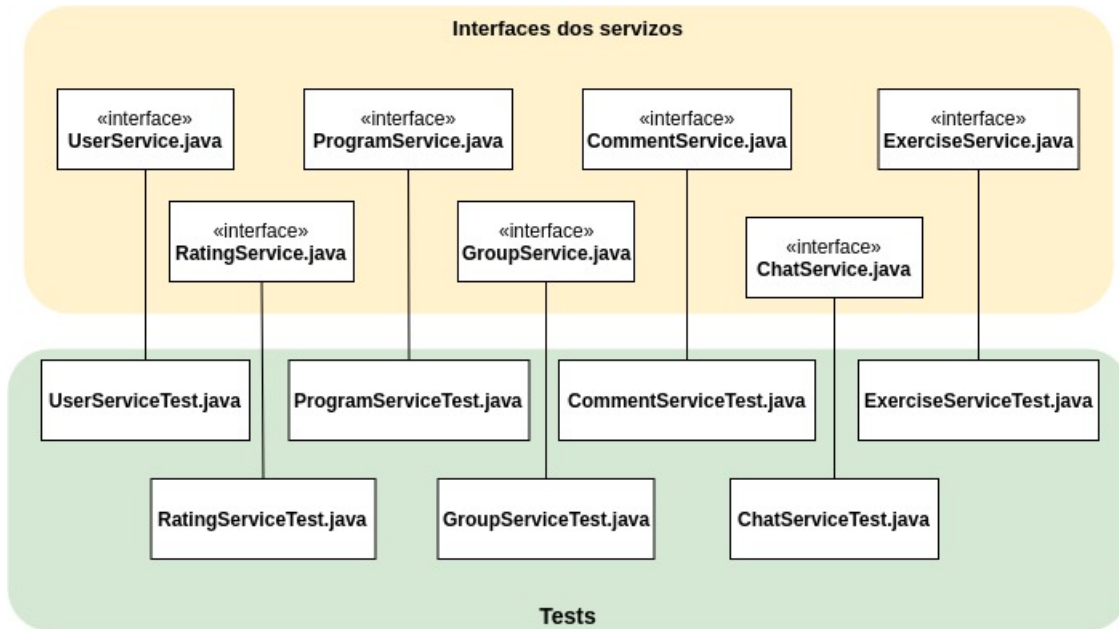 Interfaces dos servizos
«interface»
UserService.java
«interface»
ProgramService.java
«interface»
CommentService.java
«interface»
ExerciseService.java
«interface»
RatingService.java
«interface»
GroupService.java
«interface»
ChatService.java
UserServiceTest.java
ProgramServiceTest.java
CommentServiceTest.java
ExerciseServiceTest.java
RatingServiceTest.java
GroupServiceTest.java
ChatServiceTest.java
Tests